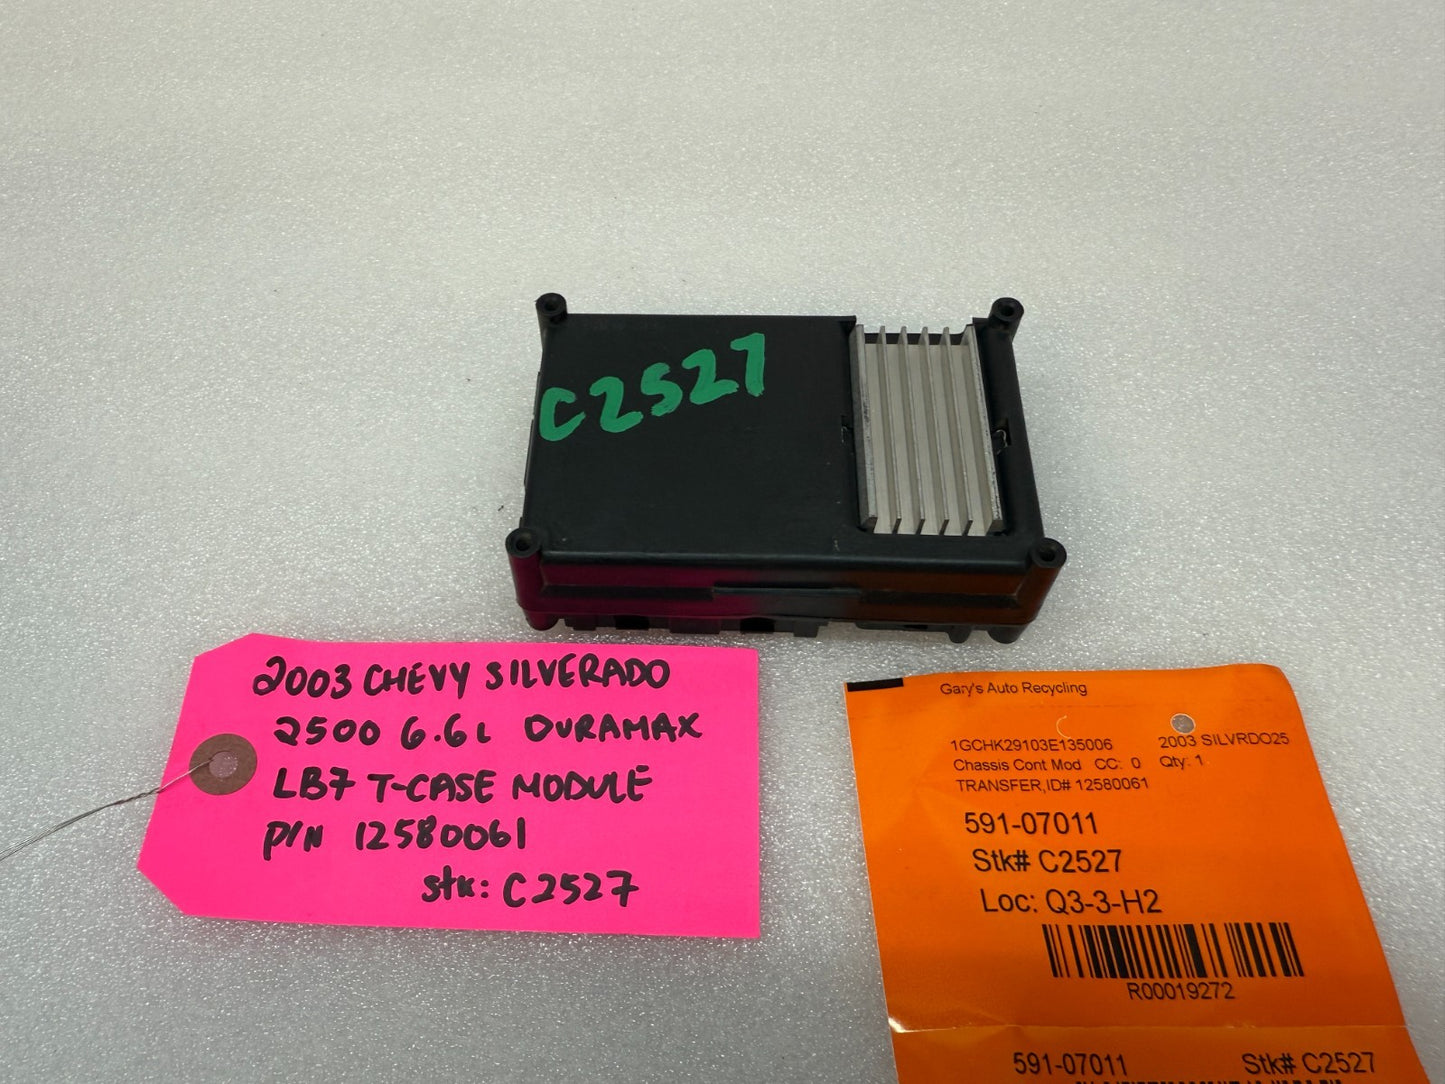 C2527
2003 CHEVY SILVERADO
2500 6.6L DURAMAX
LB7 T-CASE MODULE
P/N 12580061
stk: C2527
Gary's Auto Recycling
1GCHK29103E135006 2003 SILVRDO25
Chassis Cont Mod CC: 0 Qty: 1
TRANSFER,ID# 12580061
591-07011
Stk# C2527
Loc: Q3-3-H2
R00019272
591-07011 Stk# C2527